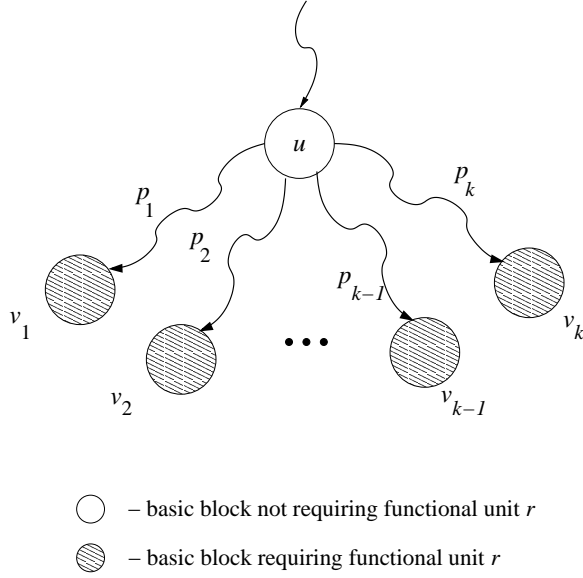 u
p1
p2
pk–1
pk
v1
v2
vk–1
vk
– basic block not requiring functional unit r
– basic block requiring functional unit r